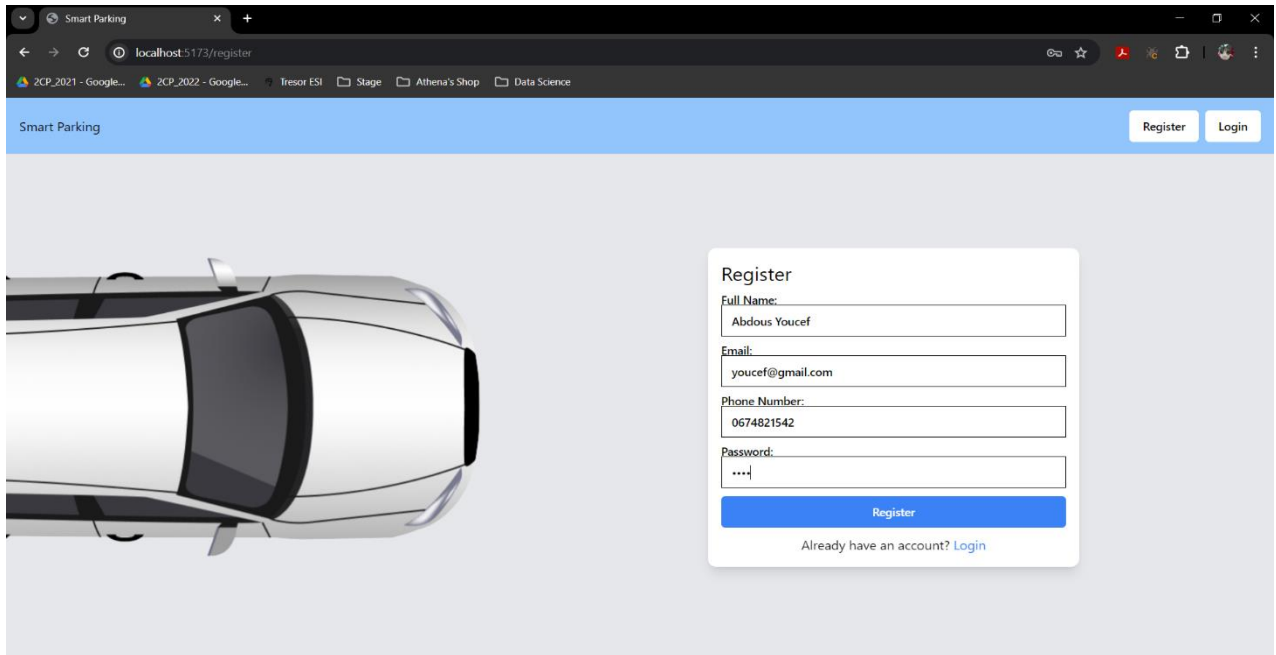 Smart Parking
localhost:5173/register
2CP_2021 - Google... 2CP_2022 - Google... Tresor ESI Stage Athena's Shop Data Science
Smart Parking Register Login
Register
Full Name:
Abdous Youcef
Email:
youcef@gmail.com
Phone Number:
0674821542
Password:
••••
Register
Already have an account? Login